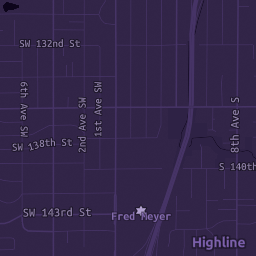 SW 132nd St
6th Ave SW
2nd Ave SW
1st Ave SW
8th Ave S
SW 138th St
S 140th
SW 143rd St
Fred Meyer
Highline